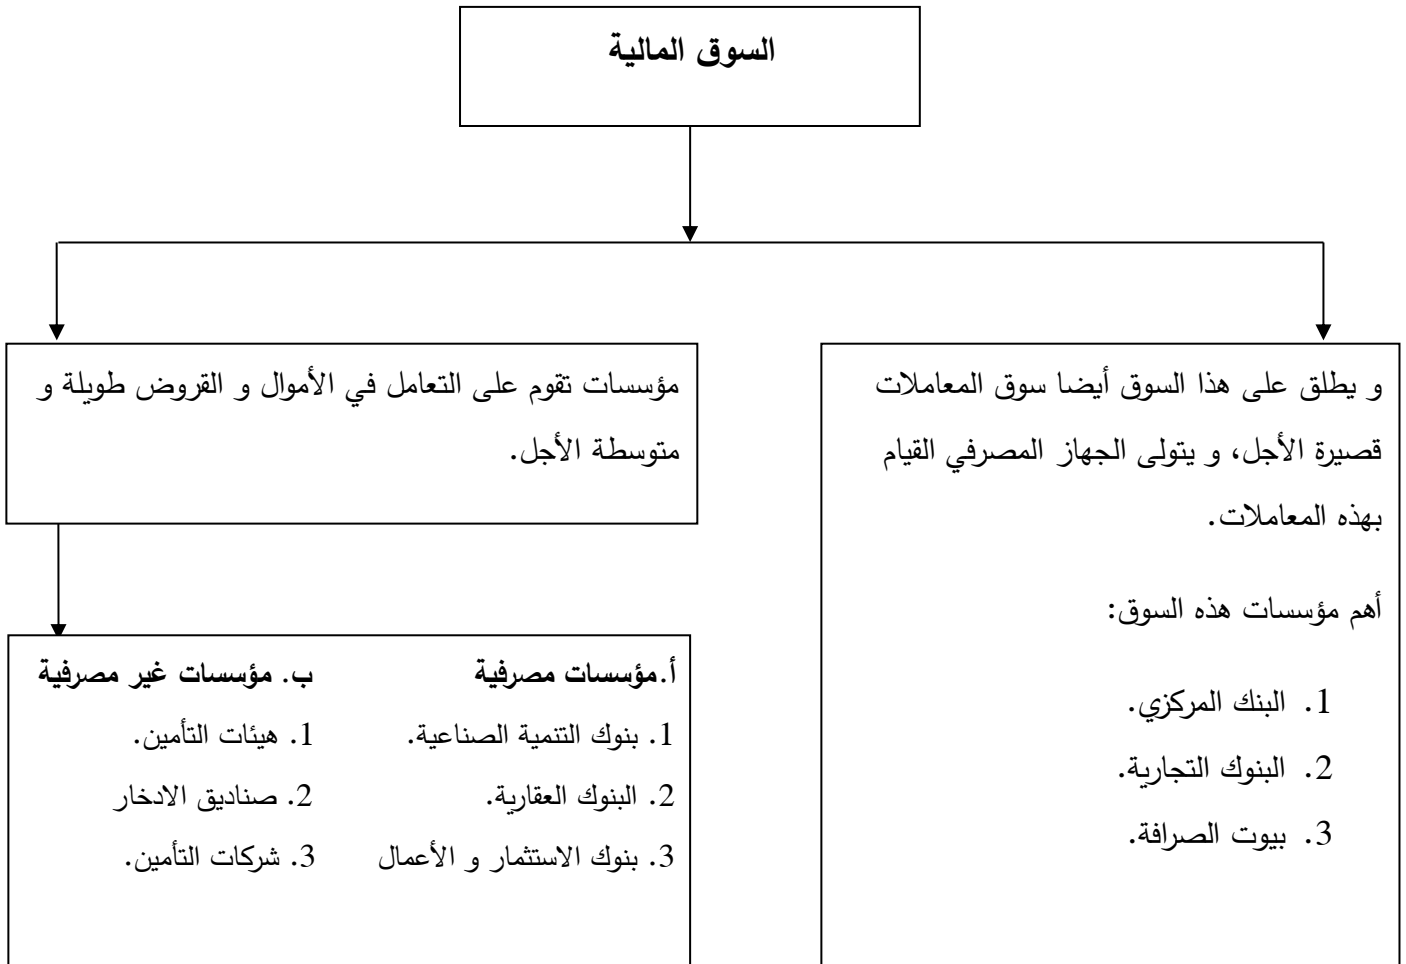 السوق المالية
و يطلق على هذا السوق أيضا سوق المعاملات
قصيرة الأجل، و يتولى الجهاز المصرفي القيام
بهذه المعاملات.
أهم مؤسسات هذه السوق:
1. البنك المركزي.
2. البنوك التجارية.
3. بيوت الصرافة.
مؤسسات تقوم على التعامل في الأموال و القروض طويلة و
متوسطة الأجل.
أ.مؤسسات مصرفية
1. بنوك التنمية الصناعية.
2. البنوك العقارية.
3. بنوك الاستثمار و الأعمال
ب. مؤسسات غير مصرفية
1. هيئات التأمين.
2. صناديق الادخار
3. شركات التأمين.